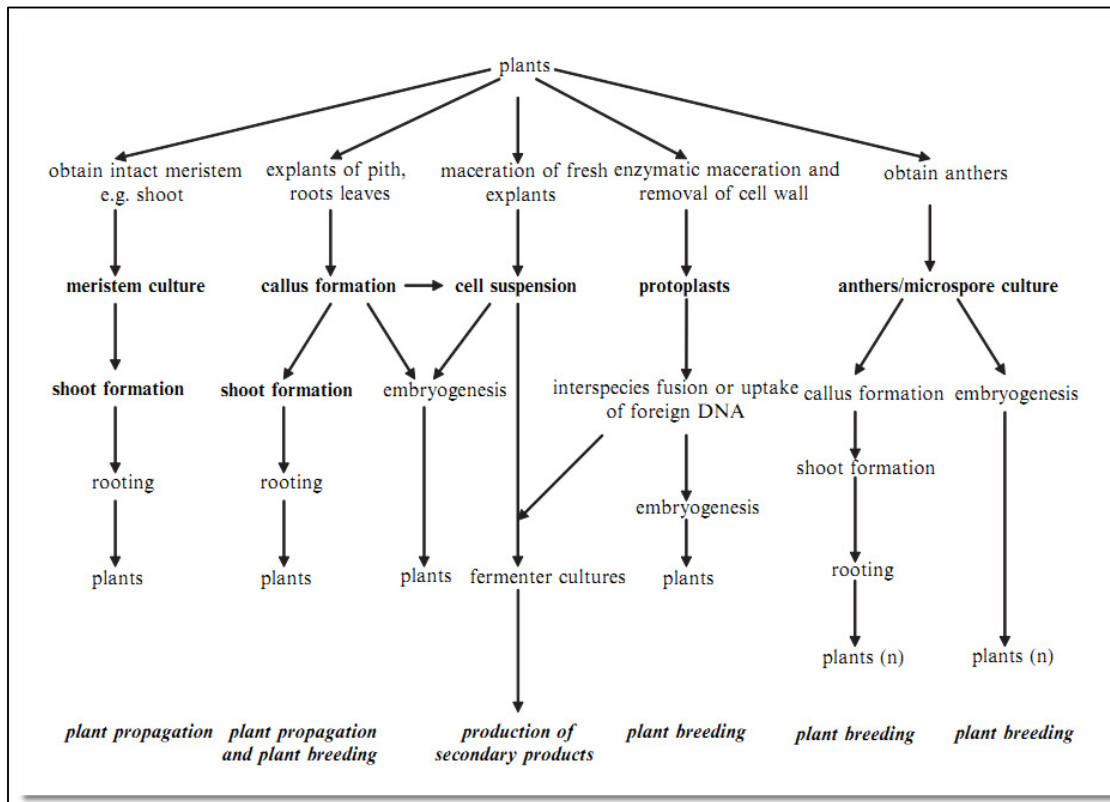 plants
obtain intact meristem
e.g. shoot
explants of pith,
roots leaves
maceration of fresh
explants
enzymatic maceration and
removal of cell wall
obtain anthers
meristem culture
callus formation
cell suspension
protoplasts
anthers/microspore culture
shoot formation
shoot formation
embryogenesis
interspecies fusion or uptake
of foreign DNA
callus formation
embryogenesis
shoot formation
rooting
rooting
embryogenesis
rooting
plants
plants
plants
fermenter cultures
plants
plants (n)
plants (n)
plant propagation
plant propagation
and plant breeding
production of
secondary products
plant breeding
plant breeding
plant breeding